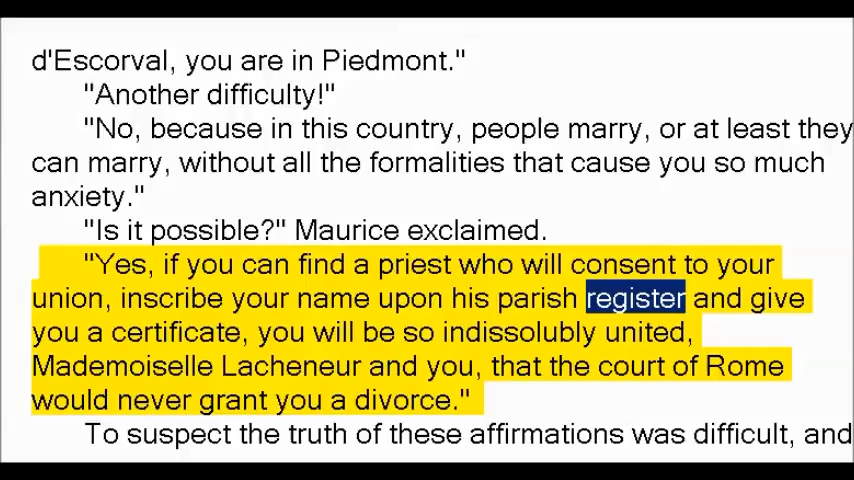 d'Escorval, you are in Piedmont."
"Another difficulty!"
"No, because in this country, people marry, or at least they
can marry, without all the formalities that cause you so much
anxiety."
"Is it possible?" Maurice exclaimed.
"Yes, if you can find a priest who will consent to your
union, inscribe your name upon his parish register and give
you a certificate, you will be so indissolubly united,
Mademoiselle Lacheneur and you, that the court of Rome
would never grant you a divorce."
To suspect the truth of these affirmations was difficult, and